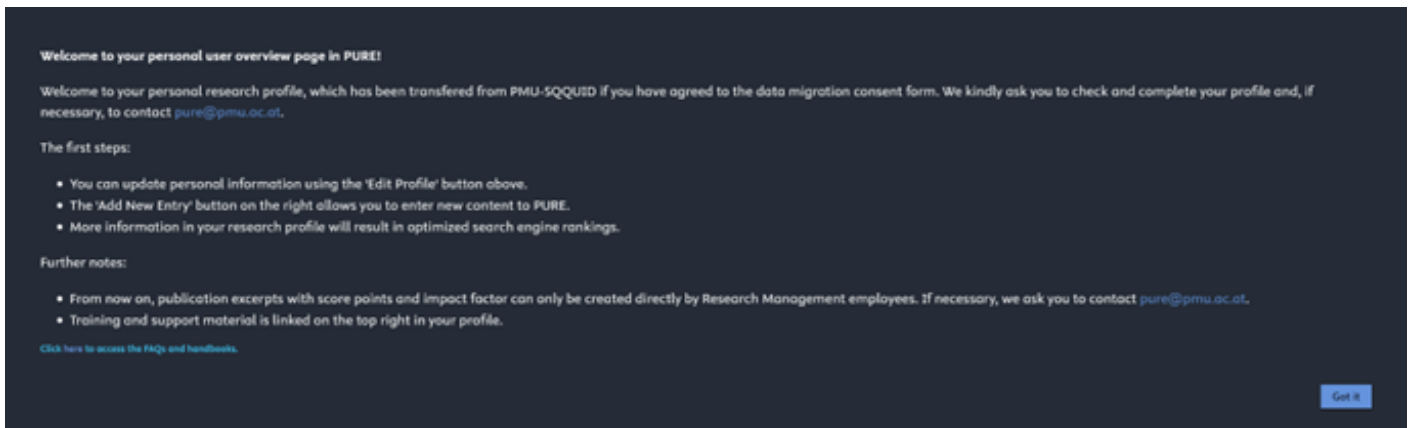 Welcome to your personal user overview page in PURE!
Welcome to your personal research profile, which has been transfered from PMU-SQQUID if you have agreed to the data migration consent form. We kindly ask you to check and complete your profile and, if
necessary, to contact pure@pmu.ac.at.
The first steps:
• You can update personal information using the 'Edit Profile' button above.
• The 'Add New Entry' button on the right allows you to enter new content to PURE.
• More information in your research profile will result in optimized search engine rankings.
Further notes:
• From now on, publication excerpts with score points and impact factor can only be created directly by Research Management employees. If necessary, we ask you to contact pure@pmu.ac.at.
• Training and support material is linked on the top right in your profile.
Click here to access the FAQs and handbooks.
Got it